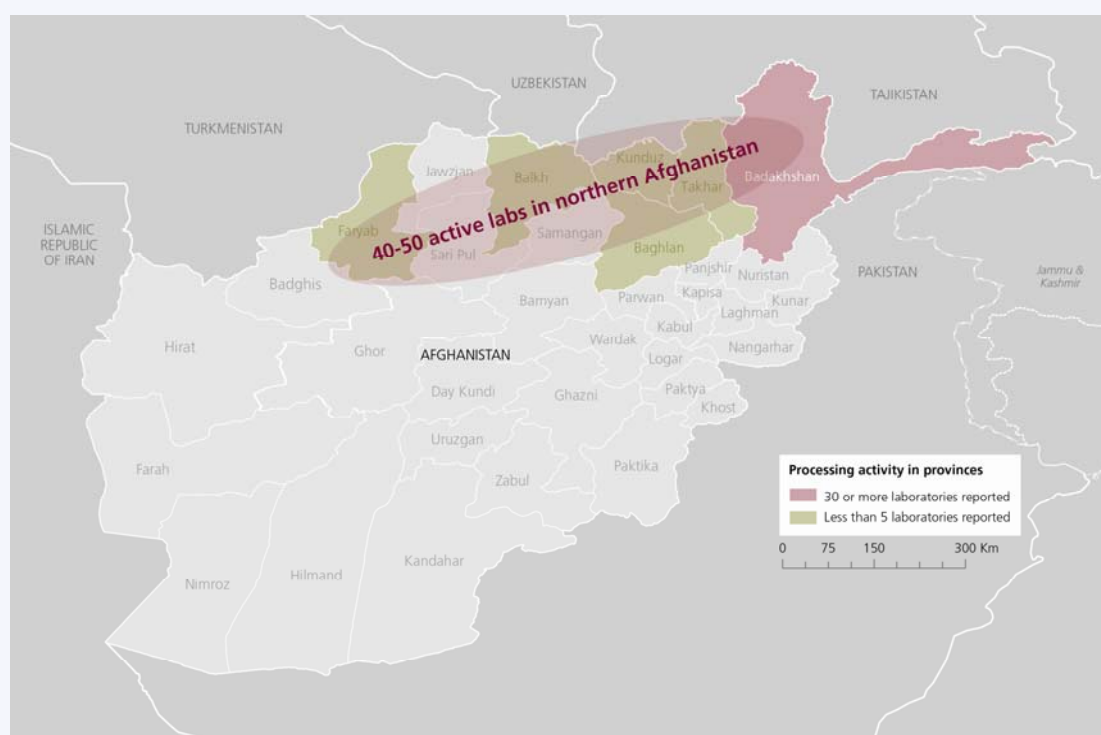 UZBEKISTAN
TAJIKISTAN
TURKMENISTAN
Jawzjan
Balkh
Kunduz
Takhar
Badakhshan
40-50 active labs in northern Afghanistan
Faryab
Sari Pul
Samangan
Baghlan
ISLAMIC
REPUBLIC
OF IRAN
Badghis
Panjshir
Nuristan
PAKISTAN
Jammu &
Kashmir
Bamyan
Parwan
Kapisa
Kunar
Laghman
Hirat
Ghor
AFGHANISTAN
Wardak
Kabul
Nangarhar
Logar
Day Kundi
Ghazni
Paktya
Khost
Uruzgan
Farah
Zabul
Paktika
Nimroz
Hilmand
Kandahar
Processing activity in provinces
30 or more laboratories reported
Less than 5 laboratories reported
0 75 150 300 Km